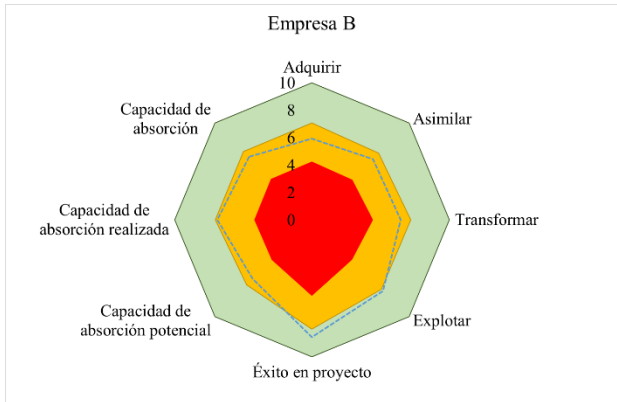 Empresa B
Adquirir
10
8
6
4
2
0
Capacidad de
absorción
Asimilar
Capacidad de
absorción realizada
Transformar
Capacidad de
absorción potencial
Explotar
Éxito en proyecto